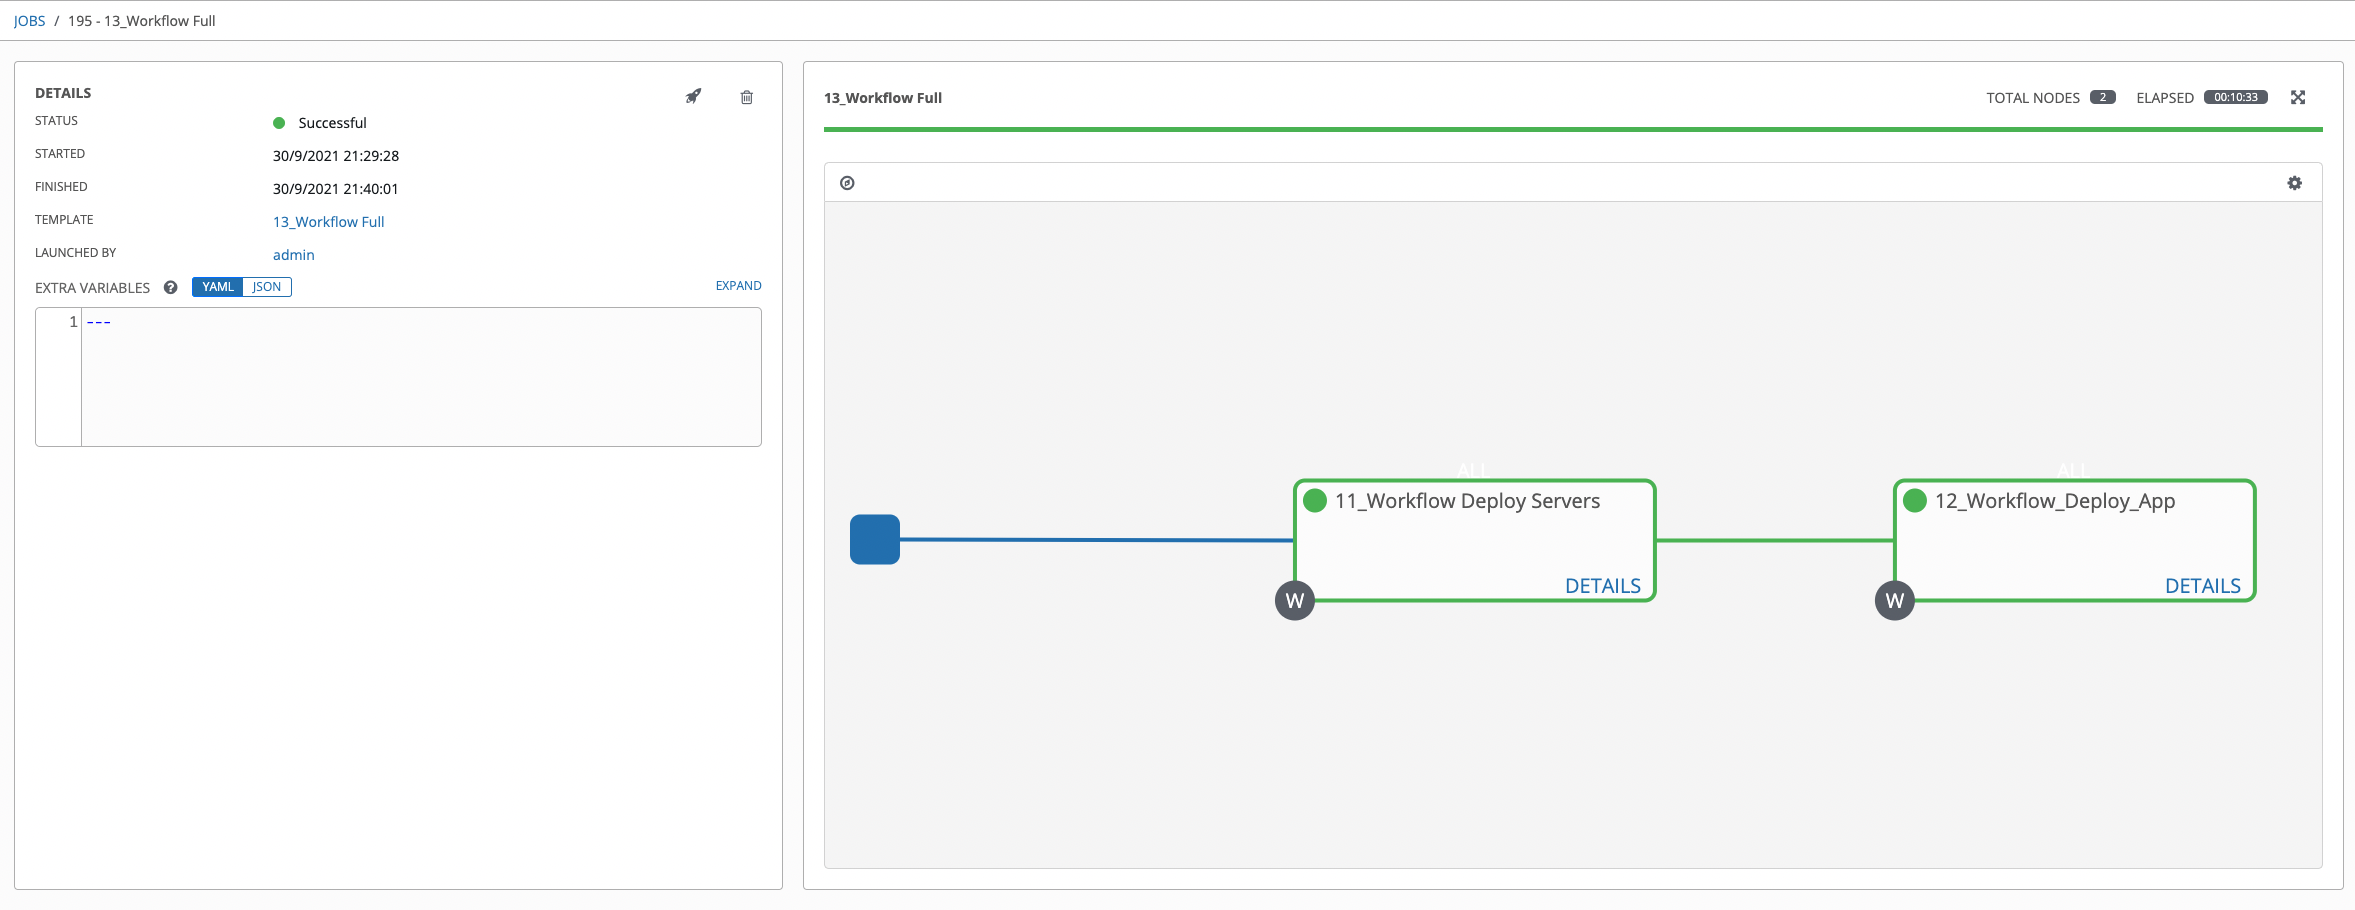 JOBS / 195 - 13_Workflow Full
DETAILS
STATUS
Successful
STARTED
30/9/2021 21:29:28
FINISHED
30/9/2021 21:40:01
TEMPLATE
13_Workflow Full
LAUNCHED BY
admin
EXTRA VARIABLES ? YAML JSON EXPAND
1 ---
13_Workflow Full
TOTAL NODES 2 ELAPSED 00:10:33
ALL
11_Workflow Deploy Servers
DETAILS
W
ALL
12_Workflow_Deploy_App
DETAILS
W